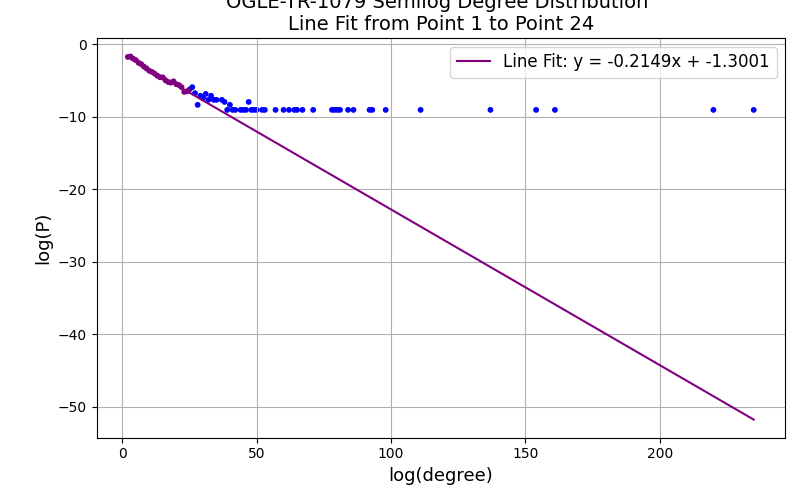 OGLE-TR-1079 Semilog Degree Distribution
Line Fit from Point 1 to Point 24
Line Fit: y = -0.2149x + -1.3001
0
−10
−20
−30
−40
−50
log(P)
0 50 100 150 200
log(degree)